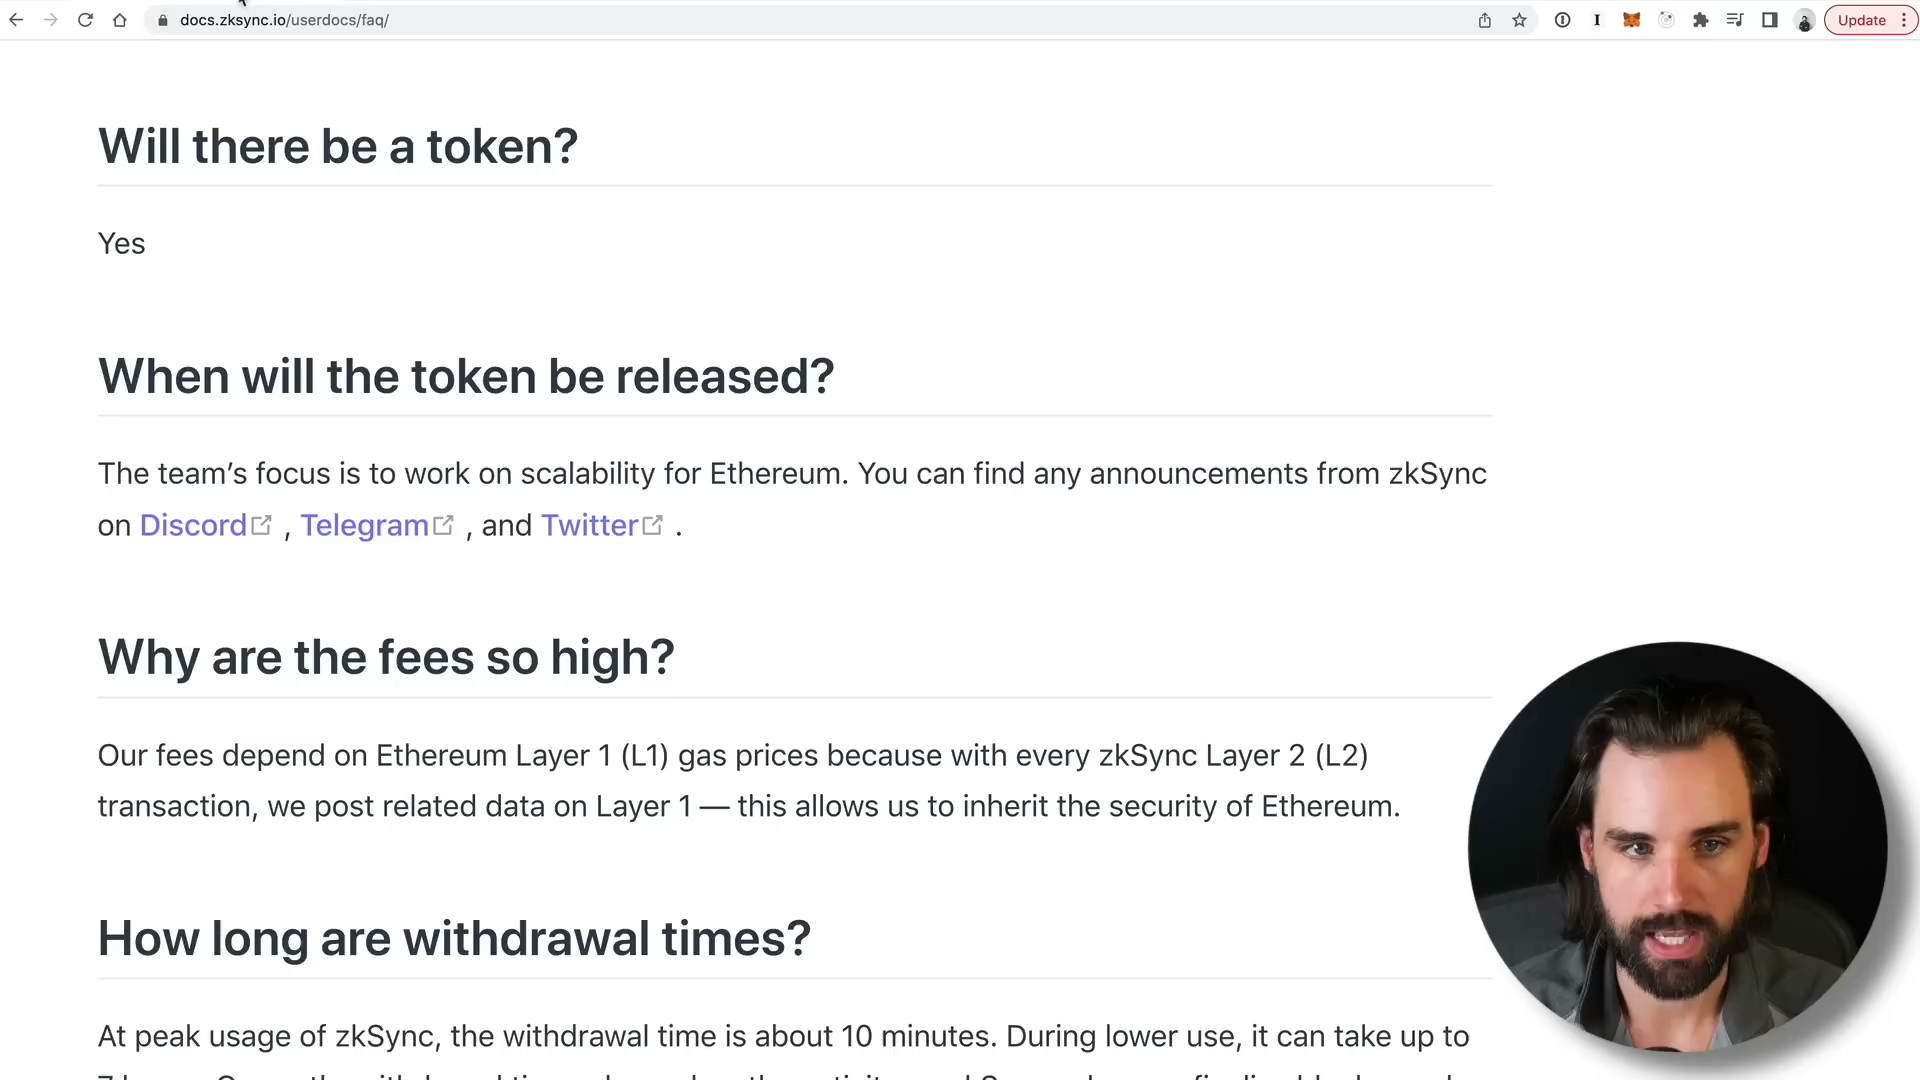 docs.zksync.io/userdocs/faq/
Update
Will there be a token?
Yes
When will the token be released?
The team’s focus is to work on scalability for Ethereum. You can find any announcements from zkSync
on Discord , Telegram , and Twitter .
Why are the fees so high?
Our fees depend on Ethereum Layer 1 (L1) gas prices because with every zkSync Layer 2 (L2)
transaction, we post related data on Layer 1 — this allows us to inherit the security of Ethereum.
How long are withdrawal times?
At peak usage of zkSync, the withdrawal time is about 10 minutes. During lower use, it can take up to